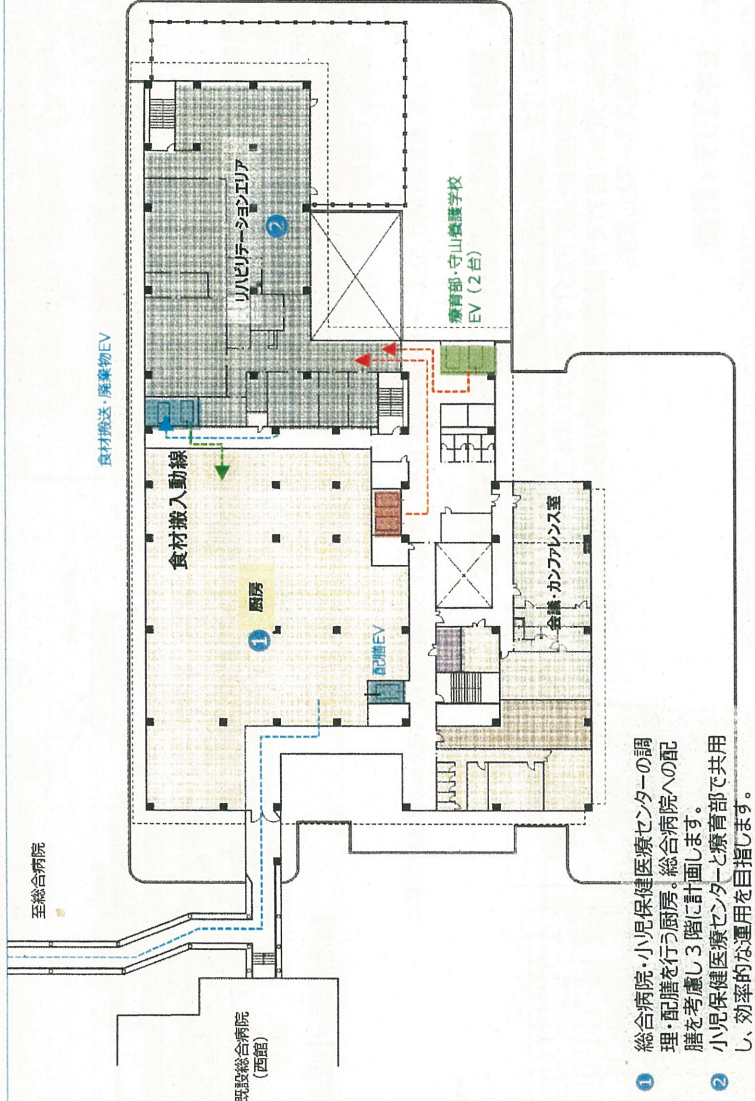 食材搬送・廃棄物EV
リハビリテーションエリア
2
療育部・守山養護学校
EV(2台)
食材搬入動線
1
厨房
配膳EV
会議・カンファレンス室
至総合病院
既設総合病院
(西館)
1 総合病院・小児保健医療センターの調
理・配膳を行う厨房。総合病院への配
膳を考慮し3階に計画します。
2 小児保健医療センターと療育部で共用
し、効率的な運用を目指します。